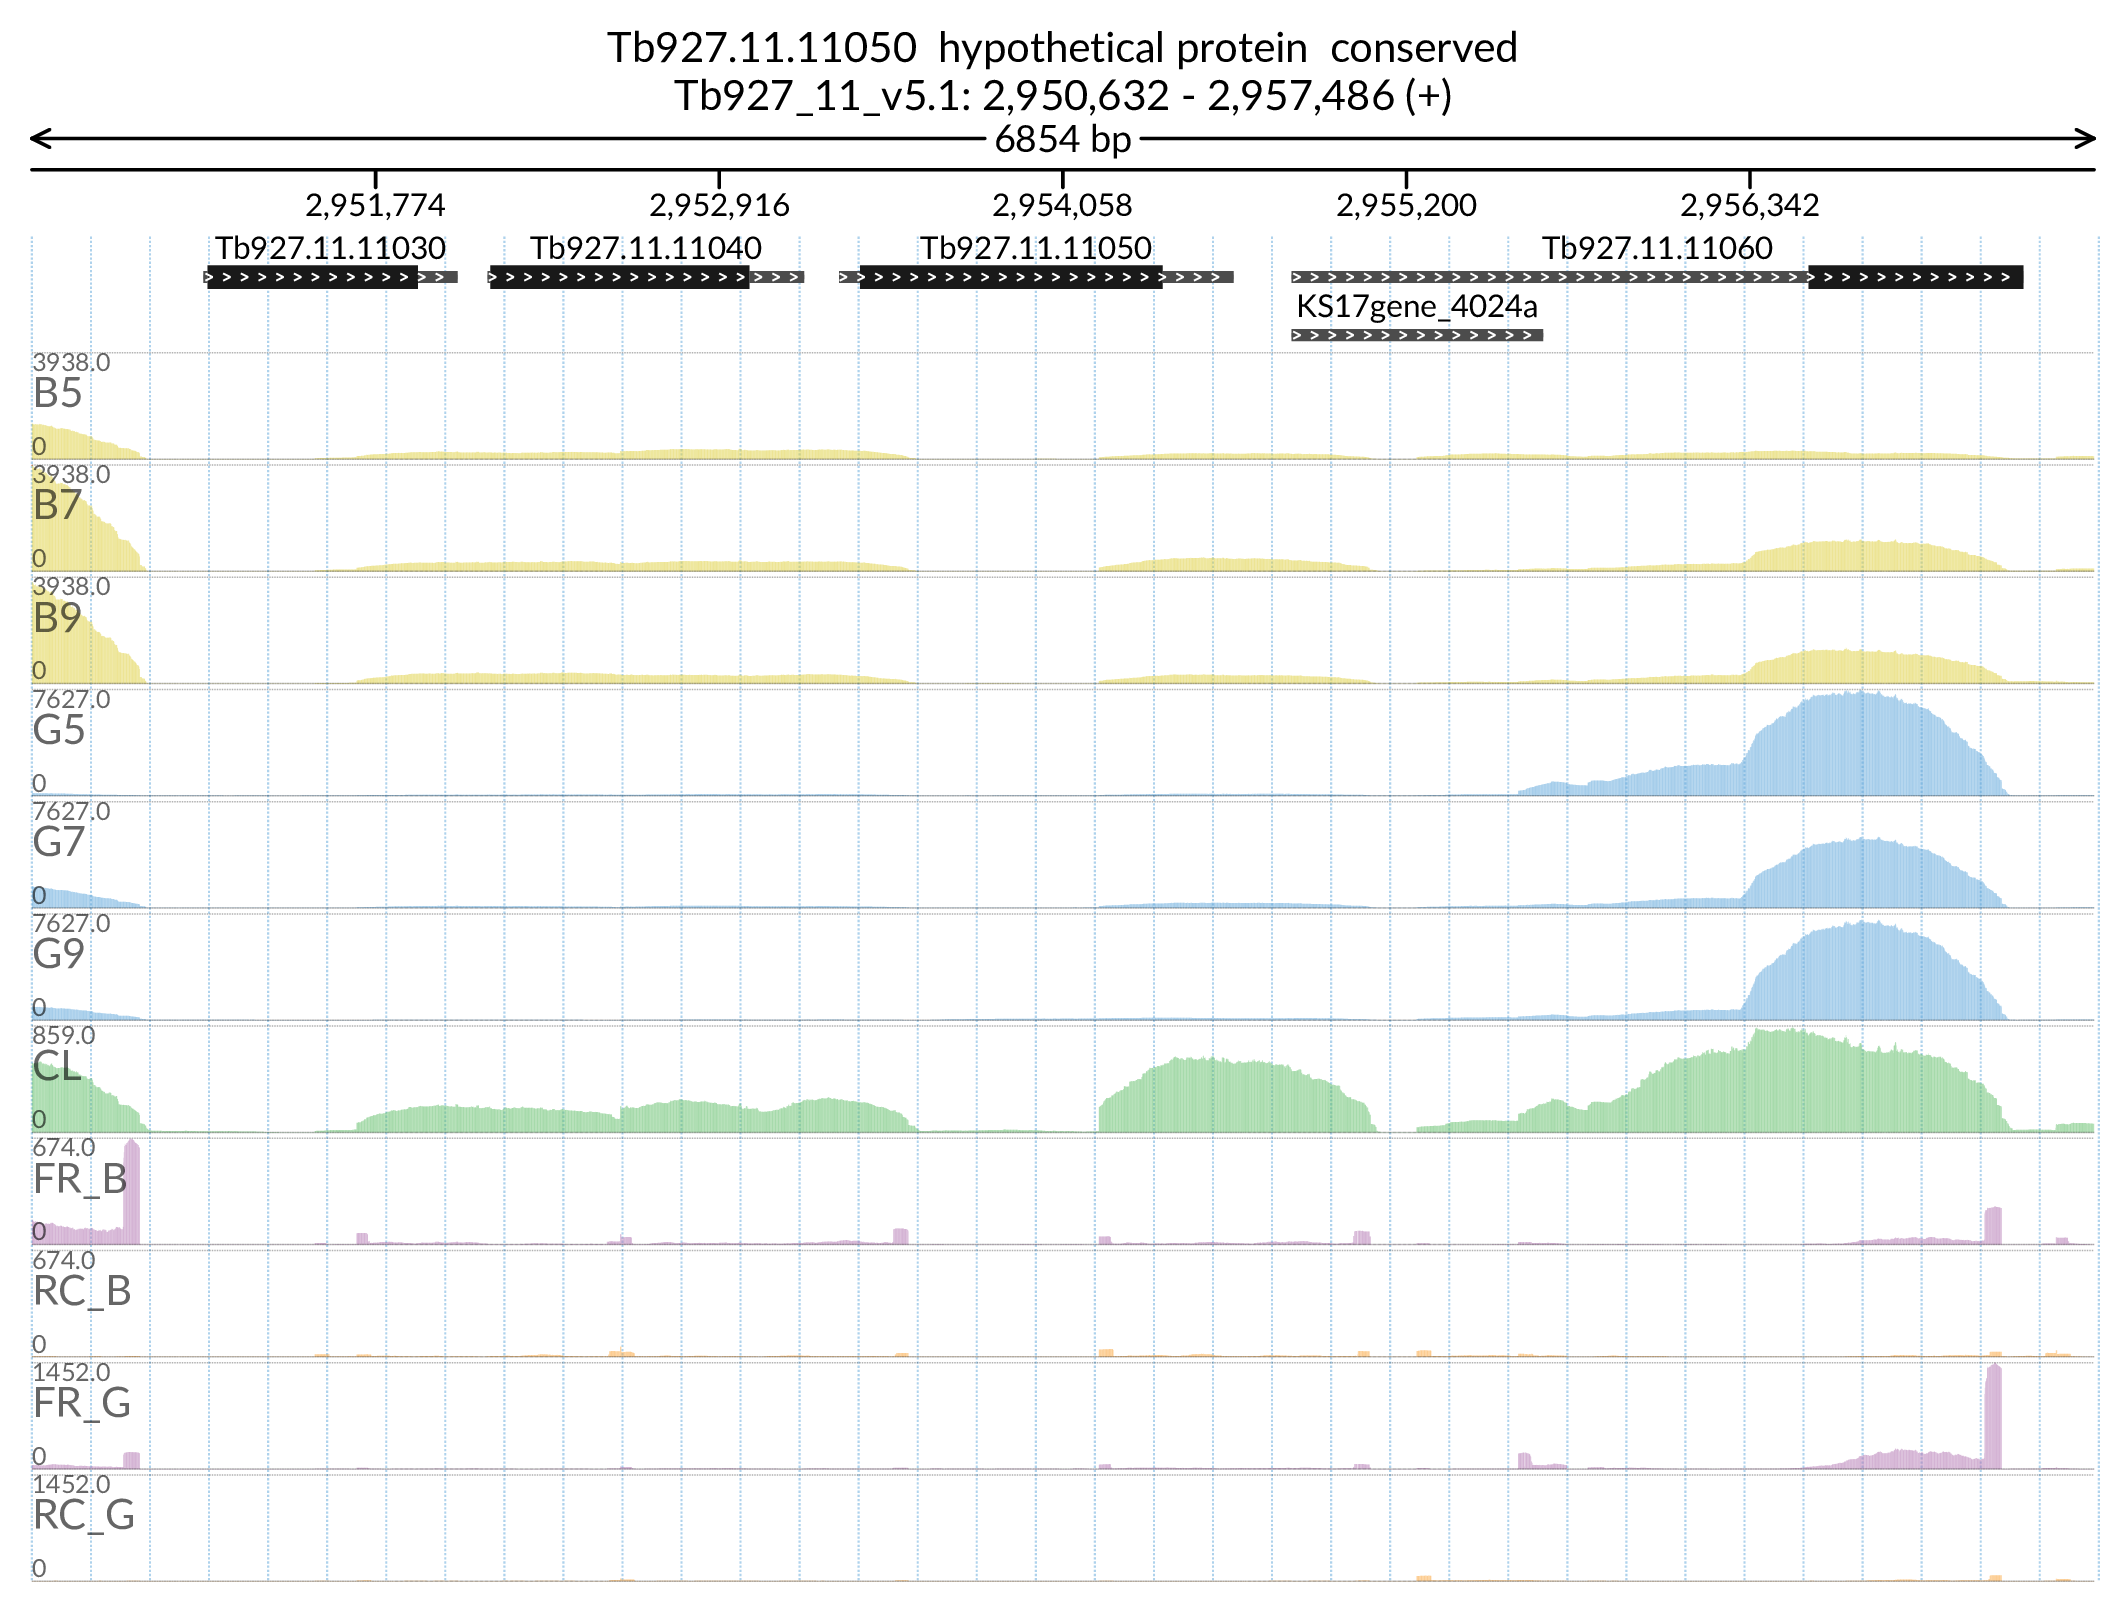 Tb927.11.11050 hypothetical protein conserved
Tb927_11_v5.1: 2,950,632 - 2,957,486 (+)
6854 bp
2,951,774 2,952,916 2,954,058 2,955,200 2,956,342
Tb927.11.11030 Tb927.11.11040 Tb927.11.11050 Tb927.11.11060
KS17gene_4024a
3938.0
B5
0
3938.0
B7
0
3938.0
B9
0
7627.0
G5
0
7627.0
G7
0
7627.0
G9
0
859.0
CL
0
674.0
FR_B
0
674.0
RC_B
0
1452.0
FR_G
0
1452.0
RC_G
0